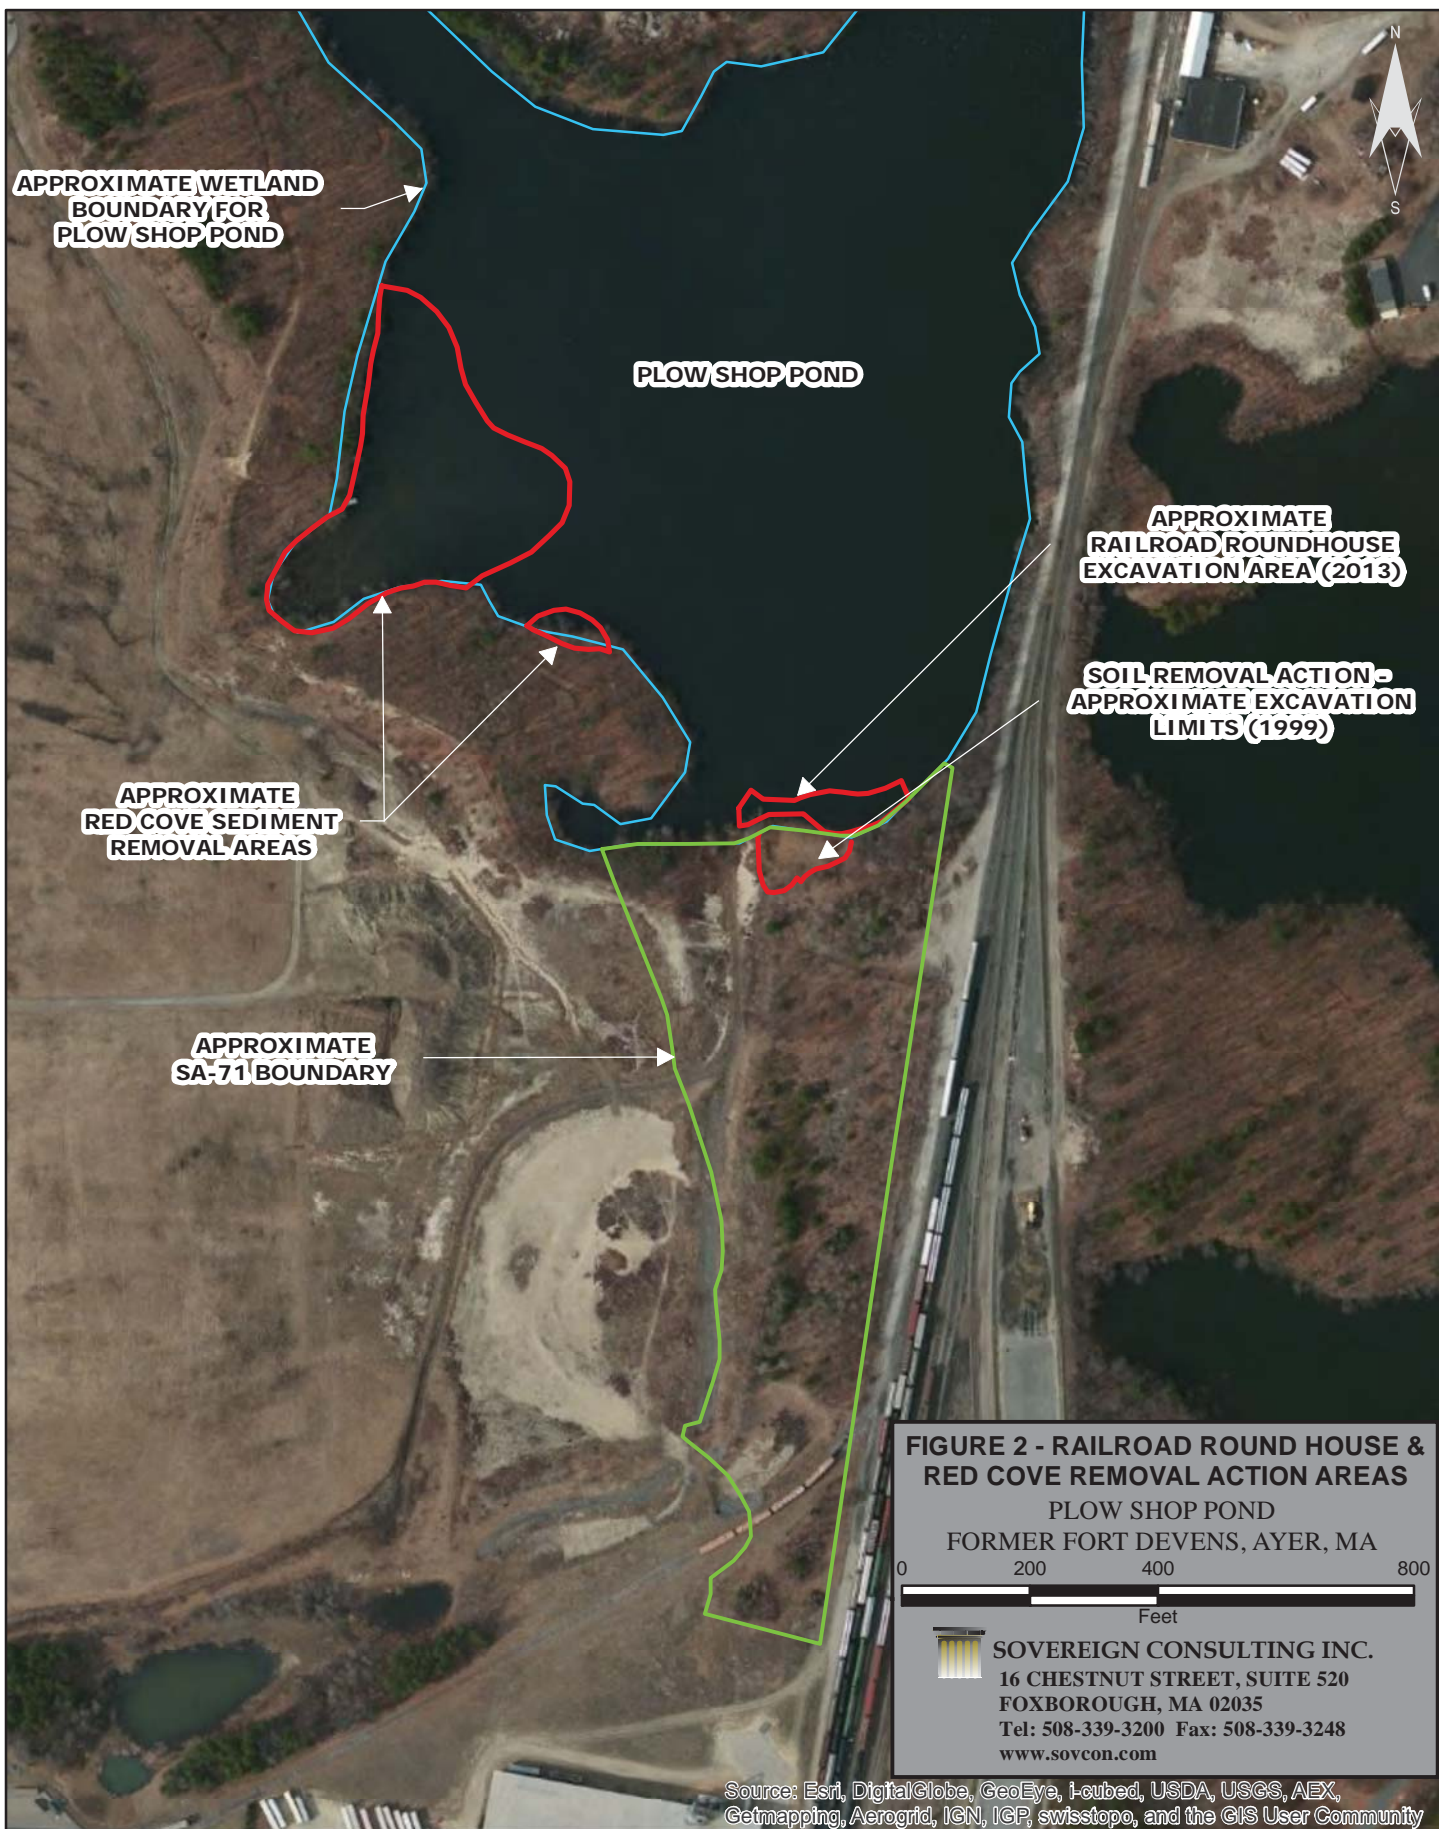 N
S
APPROXIMATE WETLAND
BOUNDARY FOR
PLOW SHOP POND
PLOW SHOP POND
APPROXIMATE
RAILROAD ROUNDHOUSE
EXCAVATION AREA (2013)
SOIL REMOVAL ACTION -
APPROXIMATE EXCAVATION
LIMITS (1999)
APPROXIMATE
RED COVE SEDIMENT
REMOVAL AREAS
APPROXIMATE
SA-71 BOUNDARY
FIGURE 2 - RAILROAD ROUND HOUSE &
RED COVE REMOVAL ACTION AREAS
PLOW SHOP POND
FORMER FORT DEVENS, AYER, MA
0 200 400 800
Feet
SOVEREIGN CONSULTING INC.
16 CHESTNUT STREET, SUITE 520
FOXBOROUGH, MA 02035
Tel: 508-339-3200 Fax: 508-339-3248
www.sovcon.com
Source: Esri, DigitalGlobe, GeoEye, i-cubed, USDA, USGS, AEX,
Getmapping, Aerogrid, IGN, IGP, swisstopo, and the GIS User Community